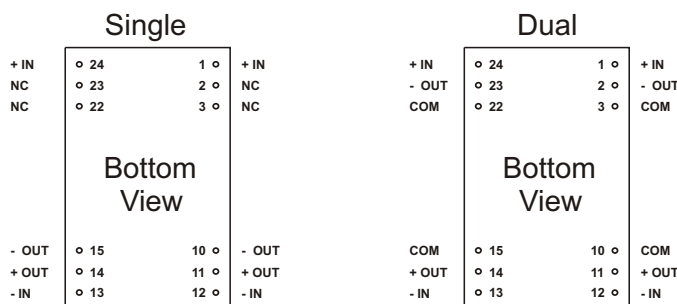 Single Dual
+ IN 24 1 + IN + IN 24 1 + IN
NC 23 2 NC - OUT 23 2 - OUT
NC 22 3 NC COM 22 3 COM
Bottom Bottom
View View
- OUT 15 10 - OUT COM 15 10 COM
+ OUT 14 11 + OUT + OUT 14 11 + OUT
- IN 13 12 - IN - IN 13 12 - IN